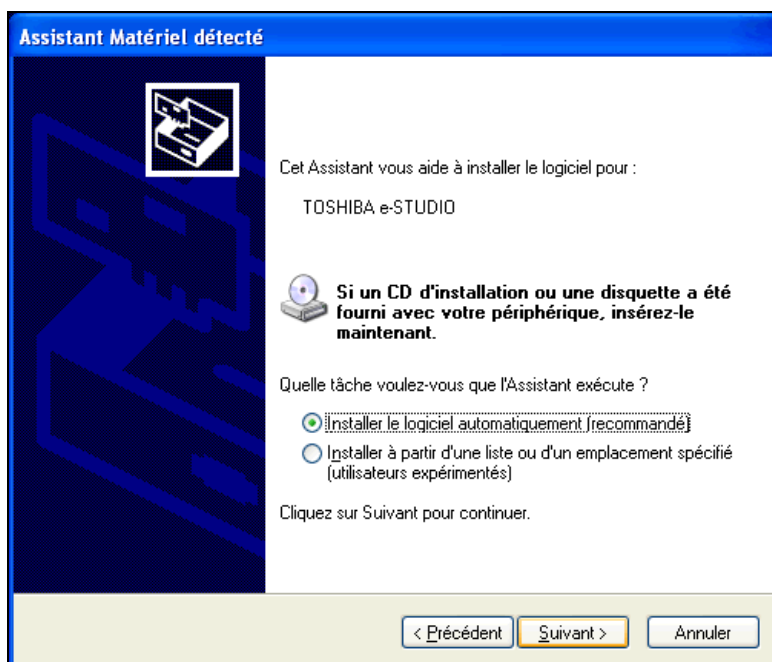 Assistant Matériel détecté
Cet Assistant vous aide à installer le logiciel pour :
TOSHIBA e-STUDIO
Si un CD d'installation ou une disquette a été
fourni avec votre périphérique, insérez-le
maintenant.
Quelle tâche voulez-vous que l'Assistant exécute ?
Installer le logiciel automatiquement (recommandé)
Installer à partir d'une liste ou d'un emplacement spécifié
(utilisateurs expérimentés)
Cliquez sur Suivant pour continuer.
< Précédent
Suivant >
Annuler